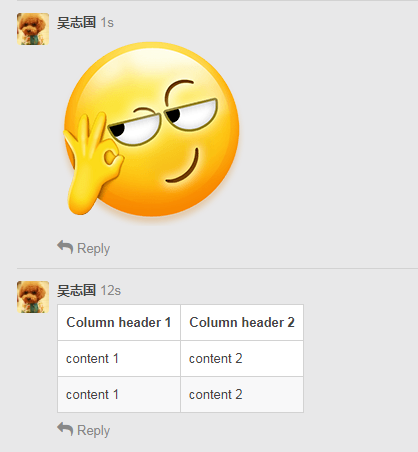 吴志国 1s
Reply
吴志国 12s
Column header 1 Column header 2
content 1 content 2
content 1 content 2
Reply